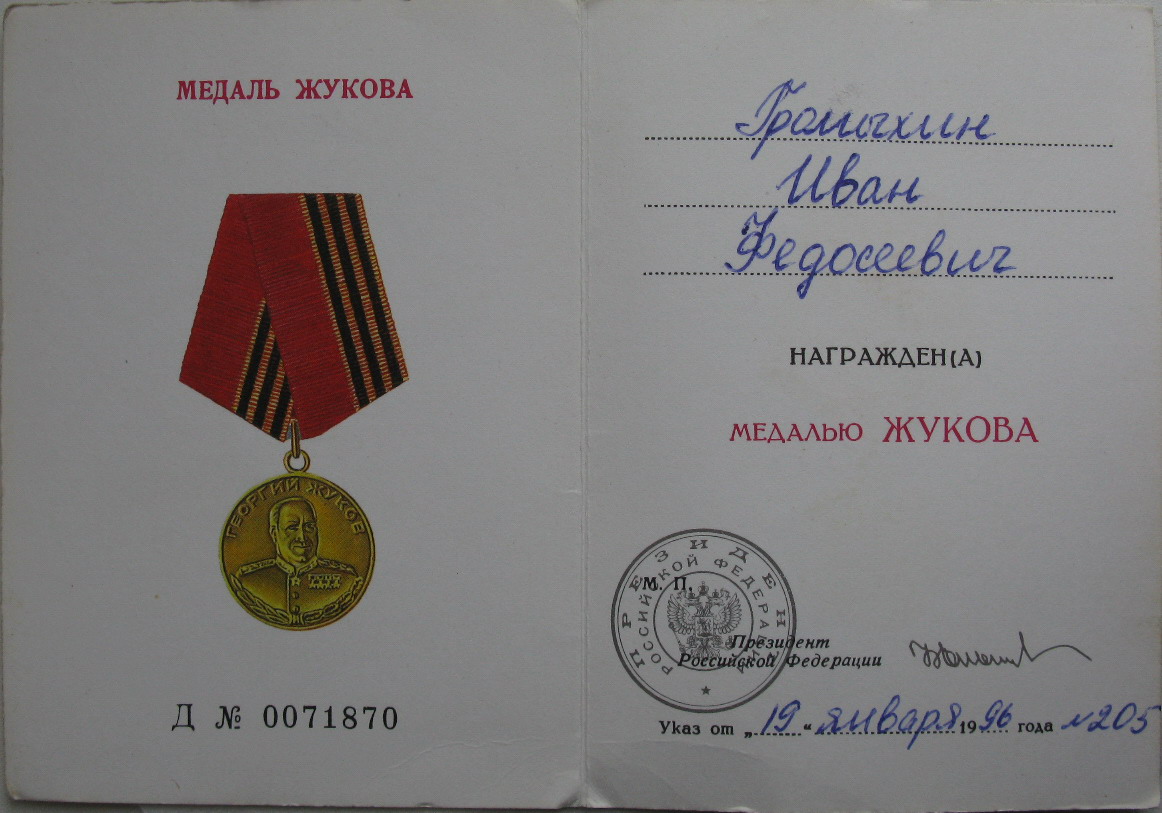 МЕДАЛЬ ЖУКОВА
ГЕОРГИЙ ЖУКОВ
Д № 0071870
Громыхин
Иван
Федосеевич
НАГРАЖДЕН(А)
МЕДАЛЬЮ ЖУКОВА
ПРЕЗИДЕНТ
РОССИЙСКОЙ ФЕДЕРАЦИИ
М. П.
Президент
Российской Федерации
Указ от „19“ января 1996 года №205